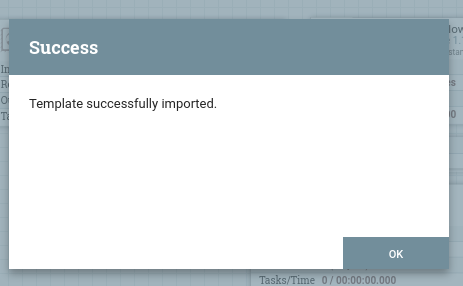 Success
Template successfully imported.
OK
Tasks/Time 0 / 00:00:00.000